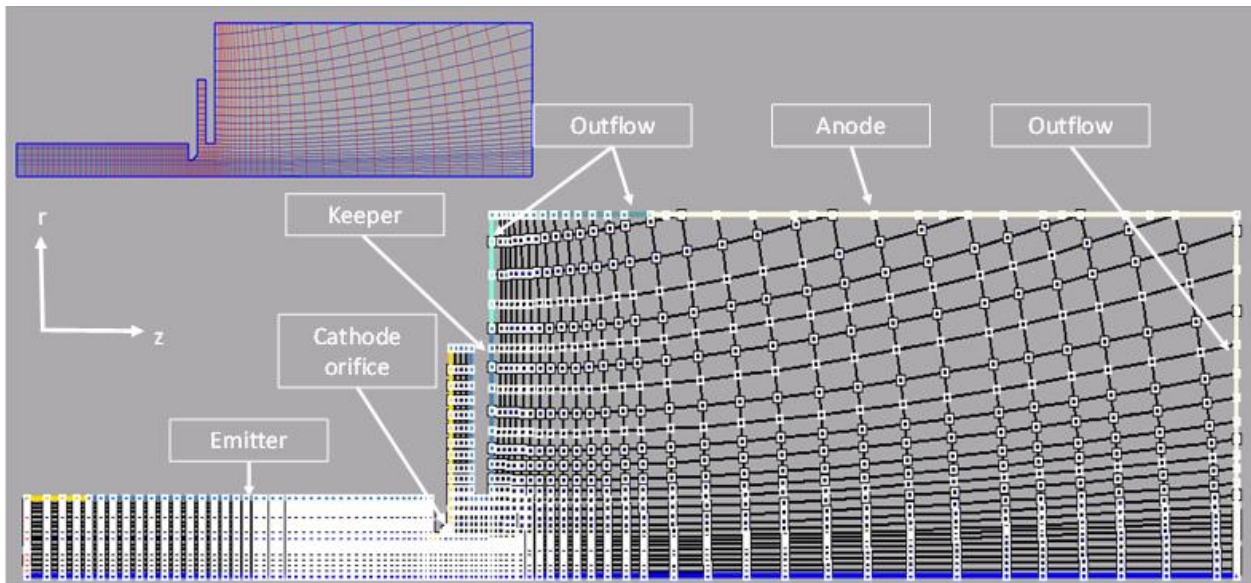 Outflow
Anode
Outflow
Keeper
r
z
Cathode
orifice
Emitter